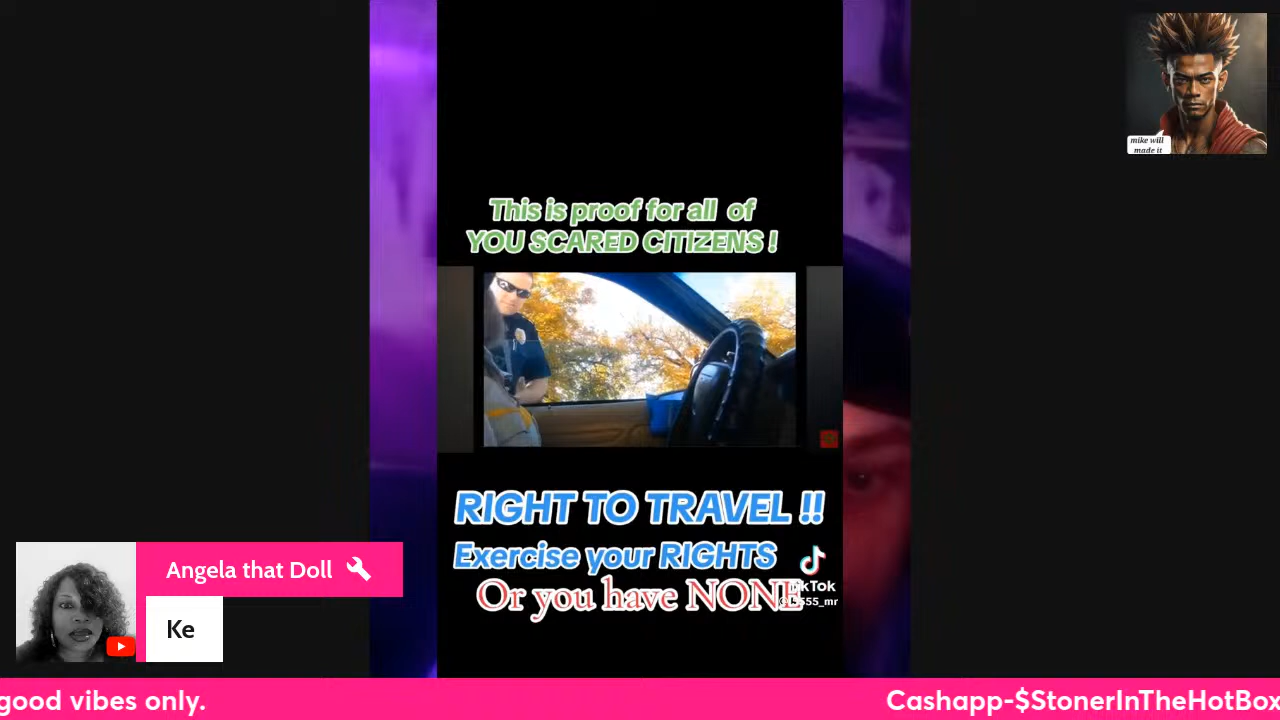 mike will
made it
This is proof for all of
YOU SCARED CITIZENS !
RIGHT TO TRAVEL !!
Exercise your RIGHTS
Or you have NONE
Angela that Doll
Ke
good vibes only.
Cashapp-$StonerInTheHotBox